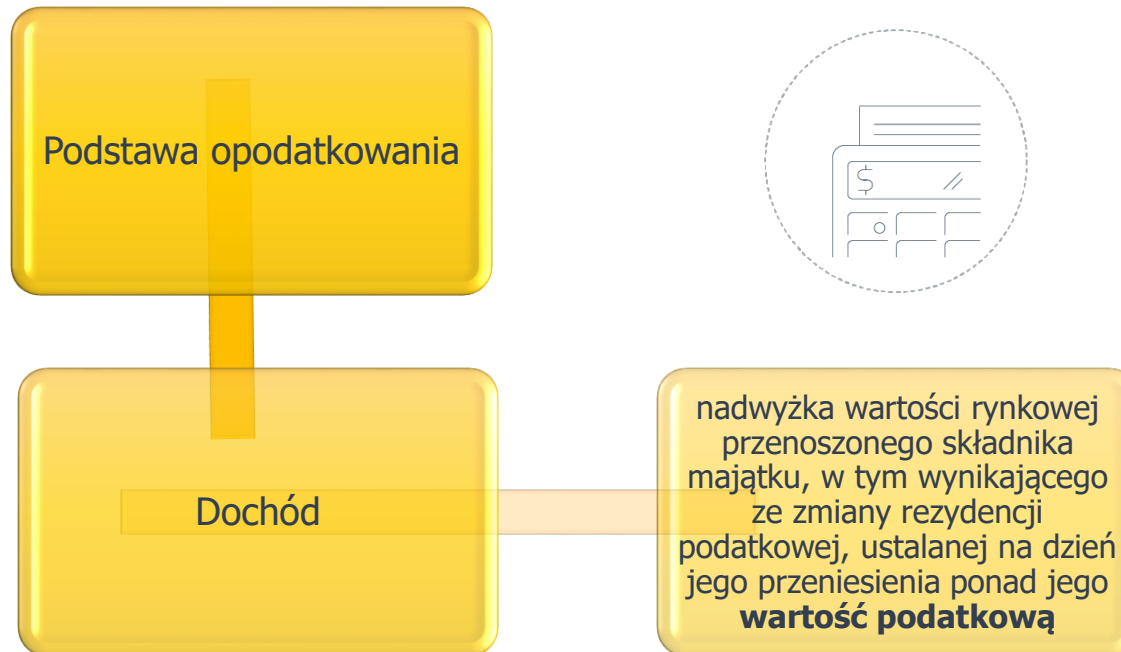 Podstawa opodatkowania
$
Dochód
nadwyżka wartości rynkowej
przenoszonego składnika
majątku, w tym wynikającego
ze zmiany rezydencji
podatkowej, ustalanej na dzień
jego przeniesienia ponad jego
wartość podatkową